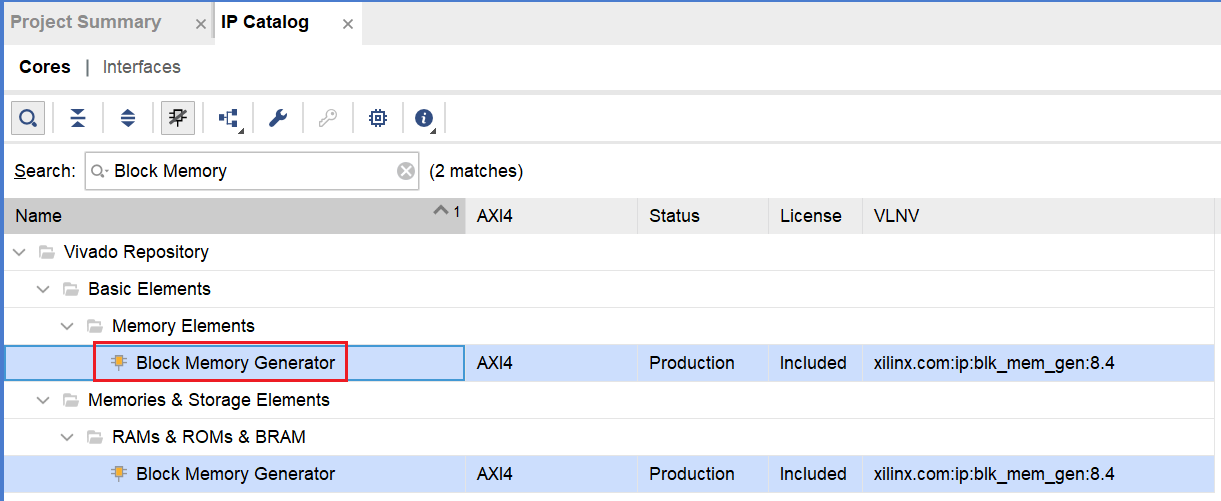 Project Summary IP Catalog
Cores | Interfaces
Search: Block Memory (2 matches)
Name 1 AXI4 Status License VLNV
Vivado Repository
Basic Elements
Memory Elements
Block Memory Generator AXI4 Production Included xilinx.com:ip:blk_mem_gen:8.4
Memories & Storage Elements
RAMs & ROMs & BRAM
Block Memory Generator AXI4 Production Included xilinx.com:ip:blk_mem_gen:8.4